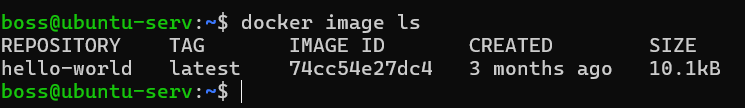 boss@ubuntu-serv:~$ docker image ls
REPOSITORY    TAG       IMAGE ID       CREATED        SIZE
hello-world   latest    74cc54e27dc4   3 months ago   10.1kB
boss@ubuntu-serv:~$